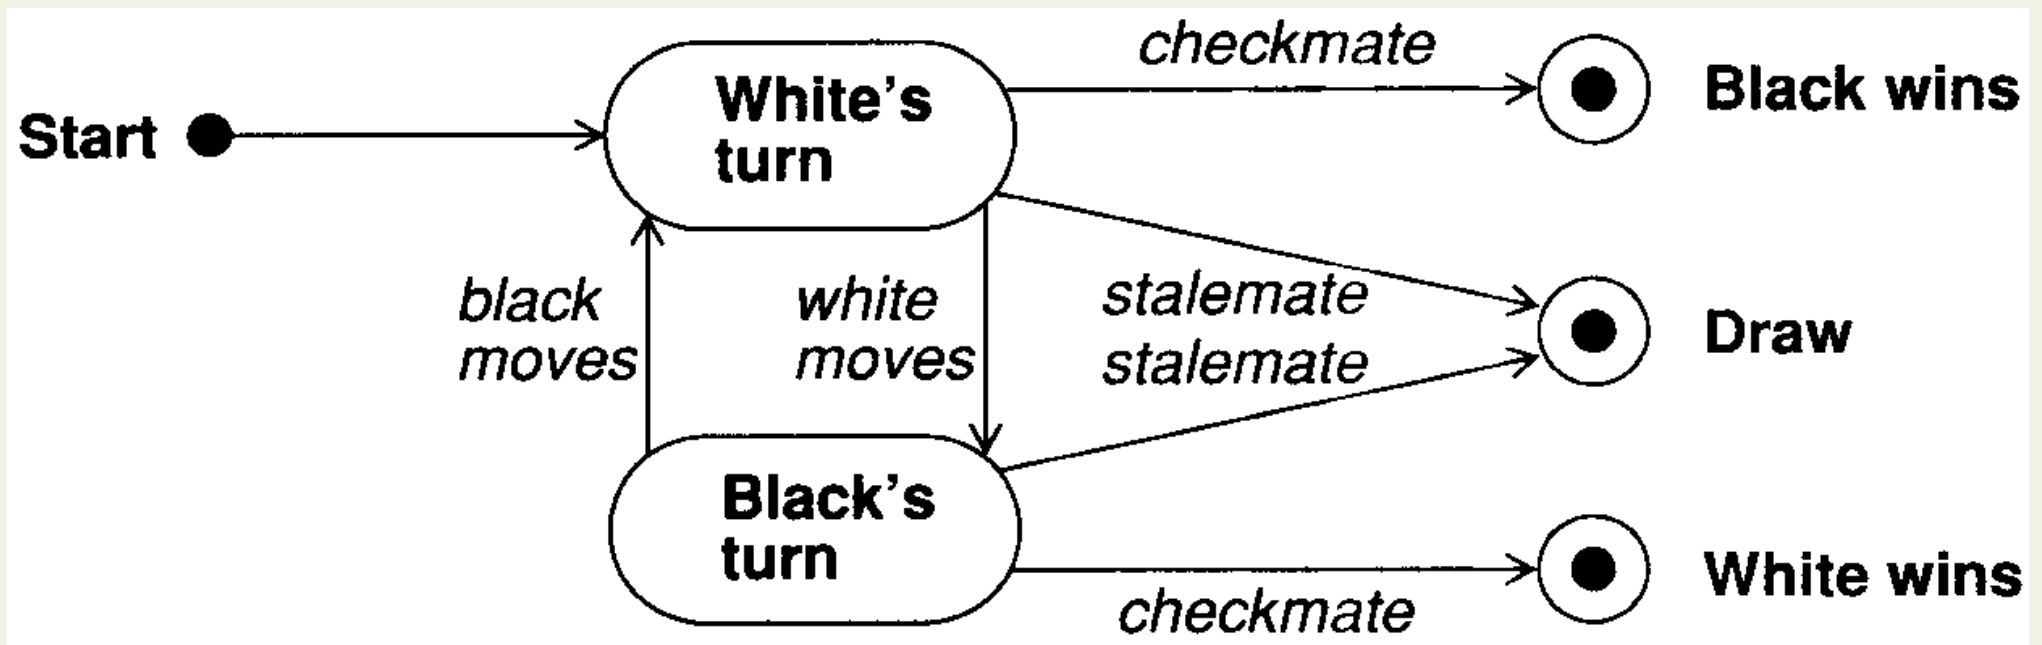 checkmate
Start
White's
turn
Black wins
black
moves
white
moves
stalemate
stalemate
Draw
Black's
turn
checkmate
White wins